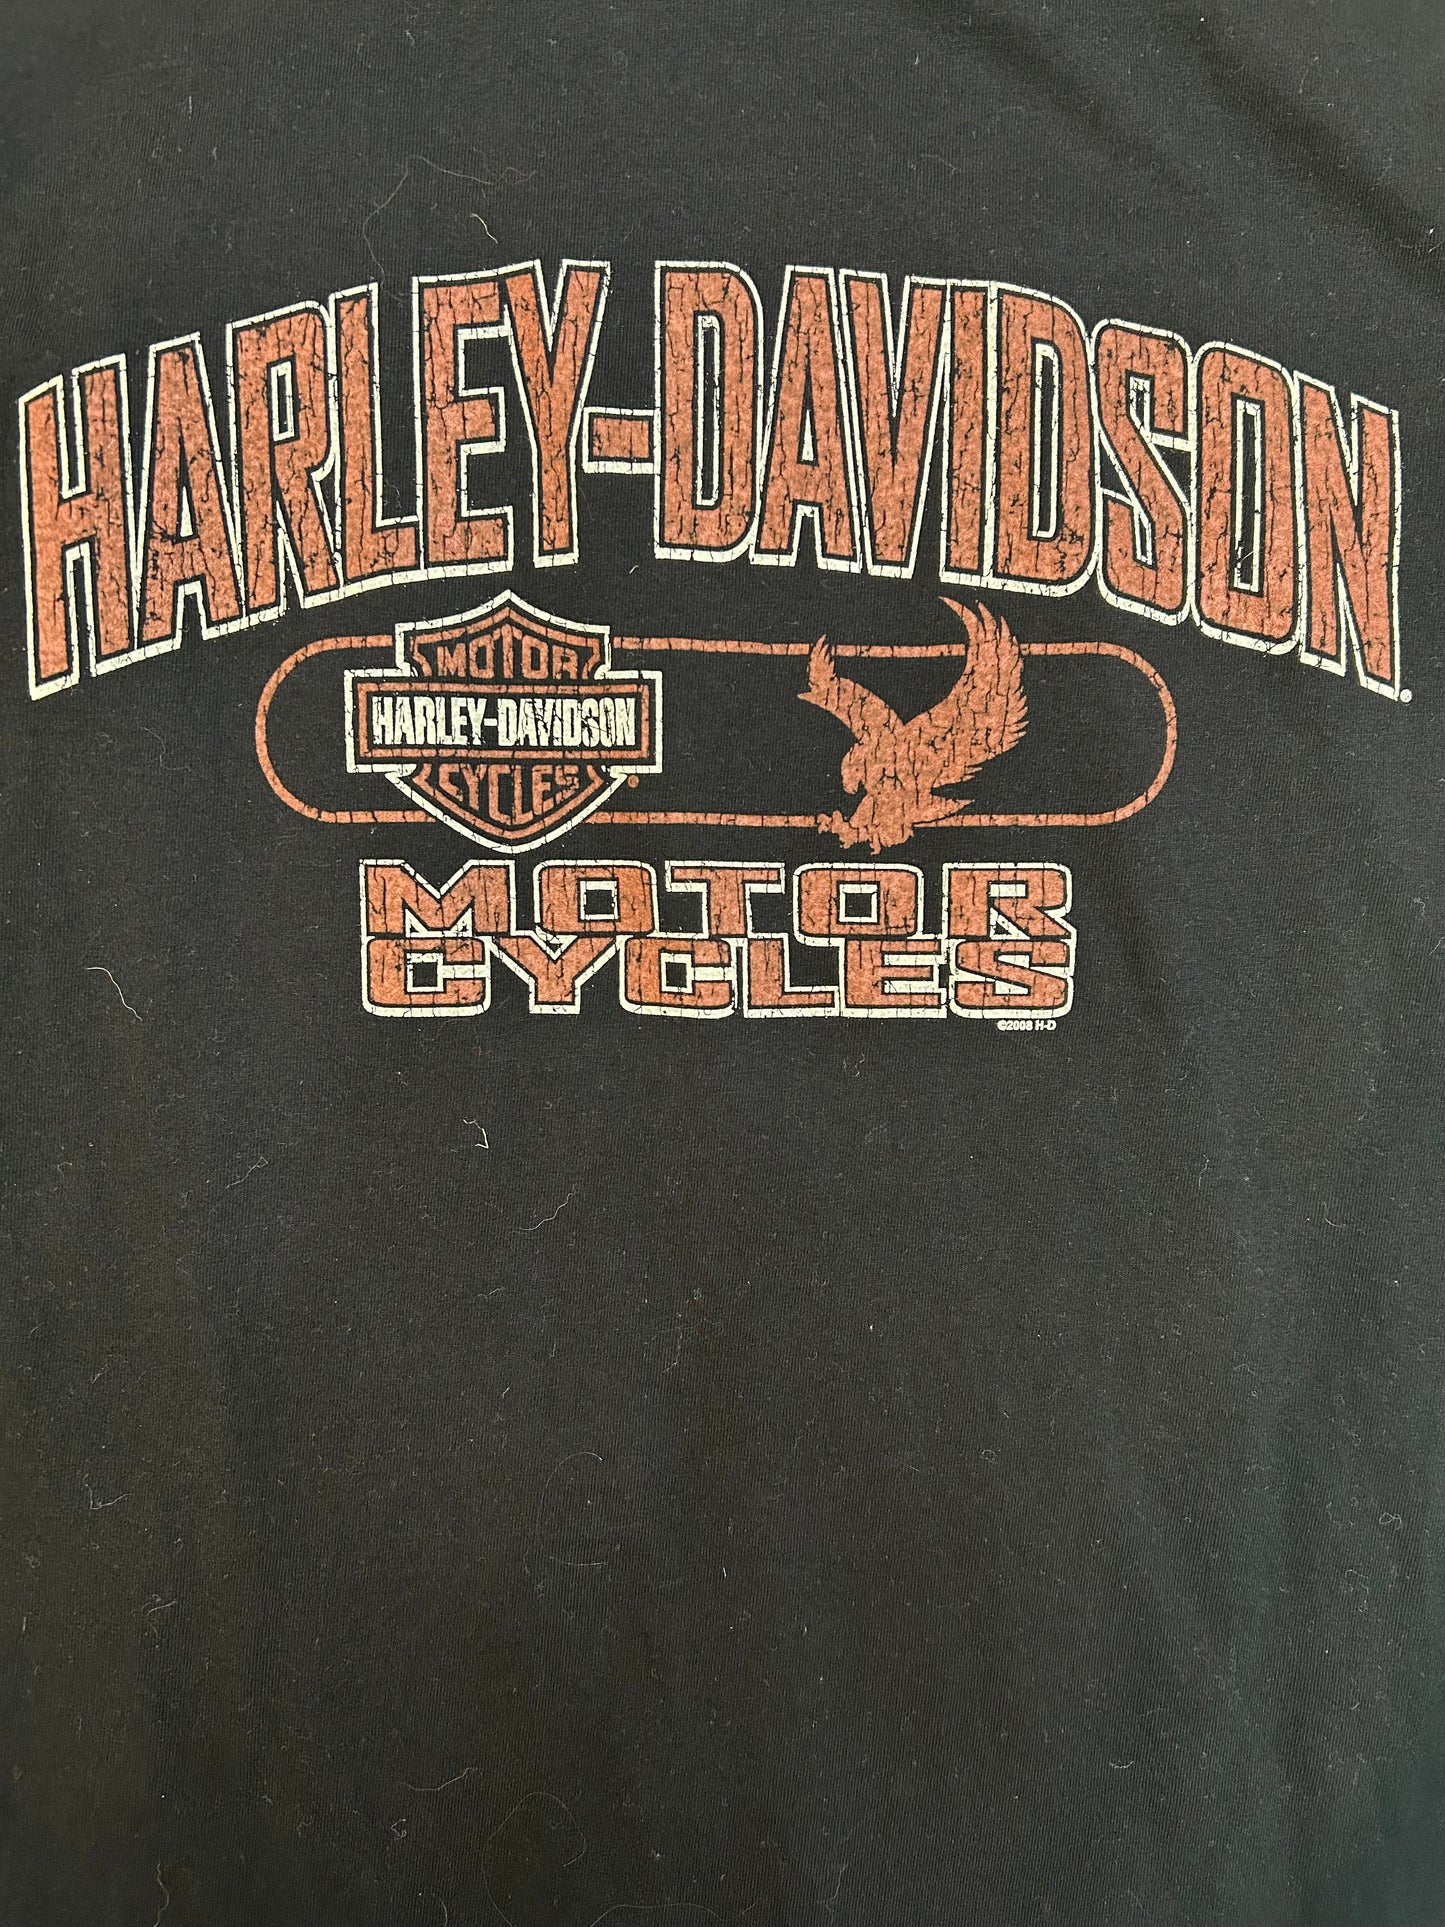 HARLEY-DAVIDSON®
MOTOR
HARLEY-DAVIDSON
CYCLES®
MOTOR
CYCLES
©2008 H-D